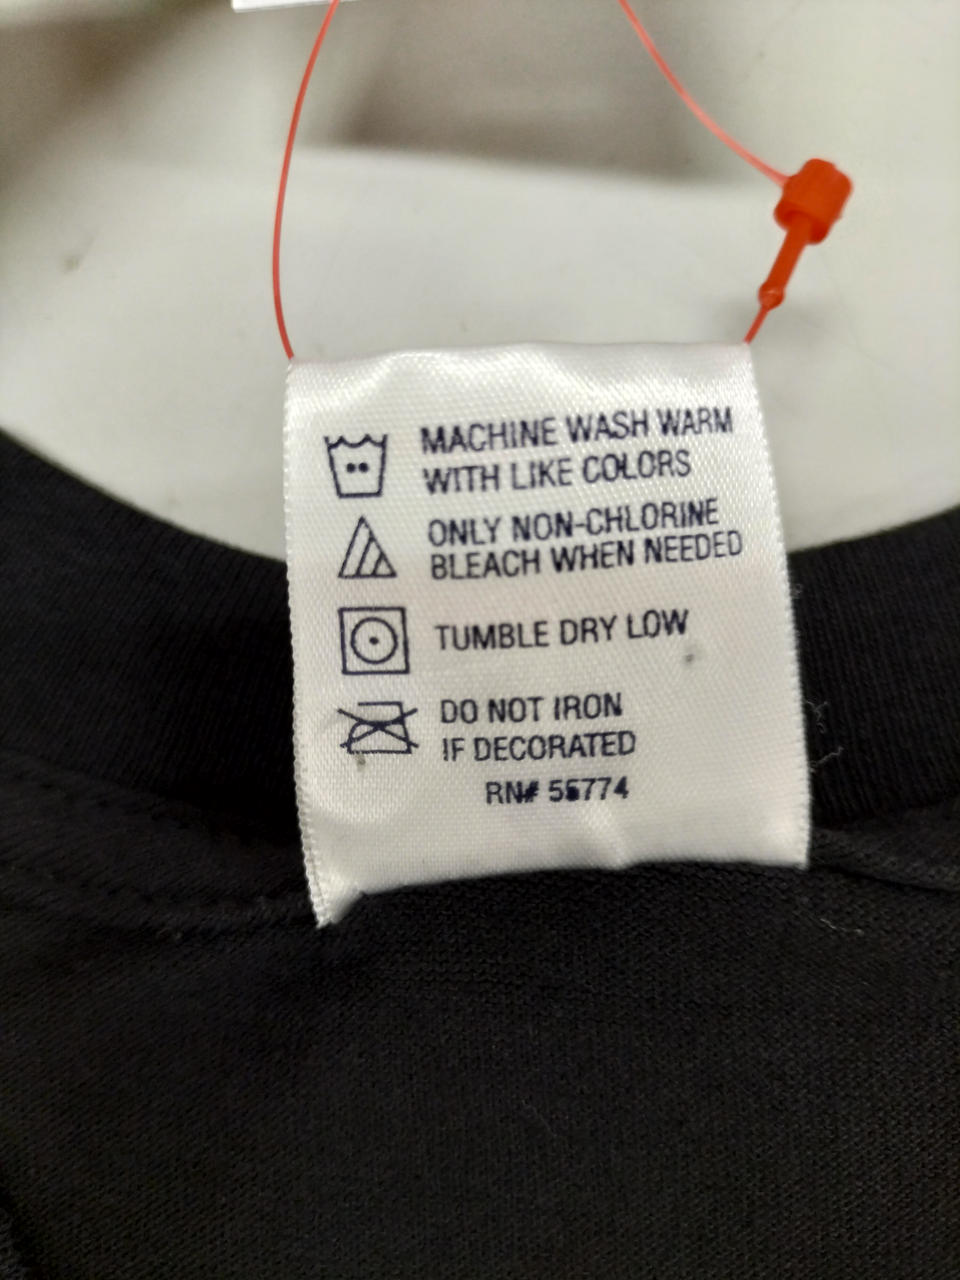 MACHINE WASH WARM
WITH LIKE COLORS
ONLY NON-CHLORINE
BLEACH WHEN NEEDED
TUMBLE DRY LOW
DO NOT IRON
IF DECORATED
RN#